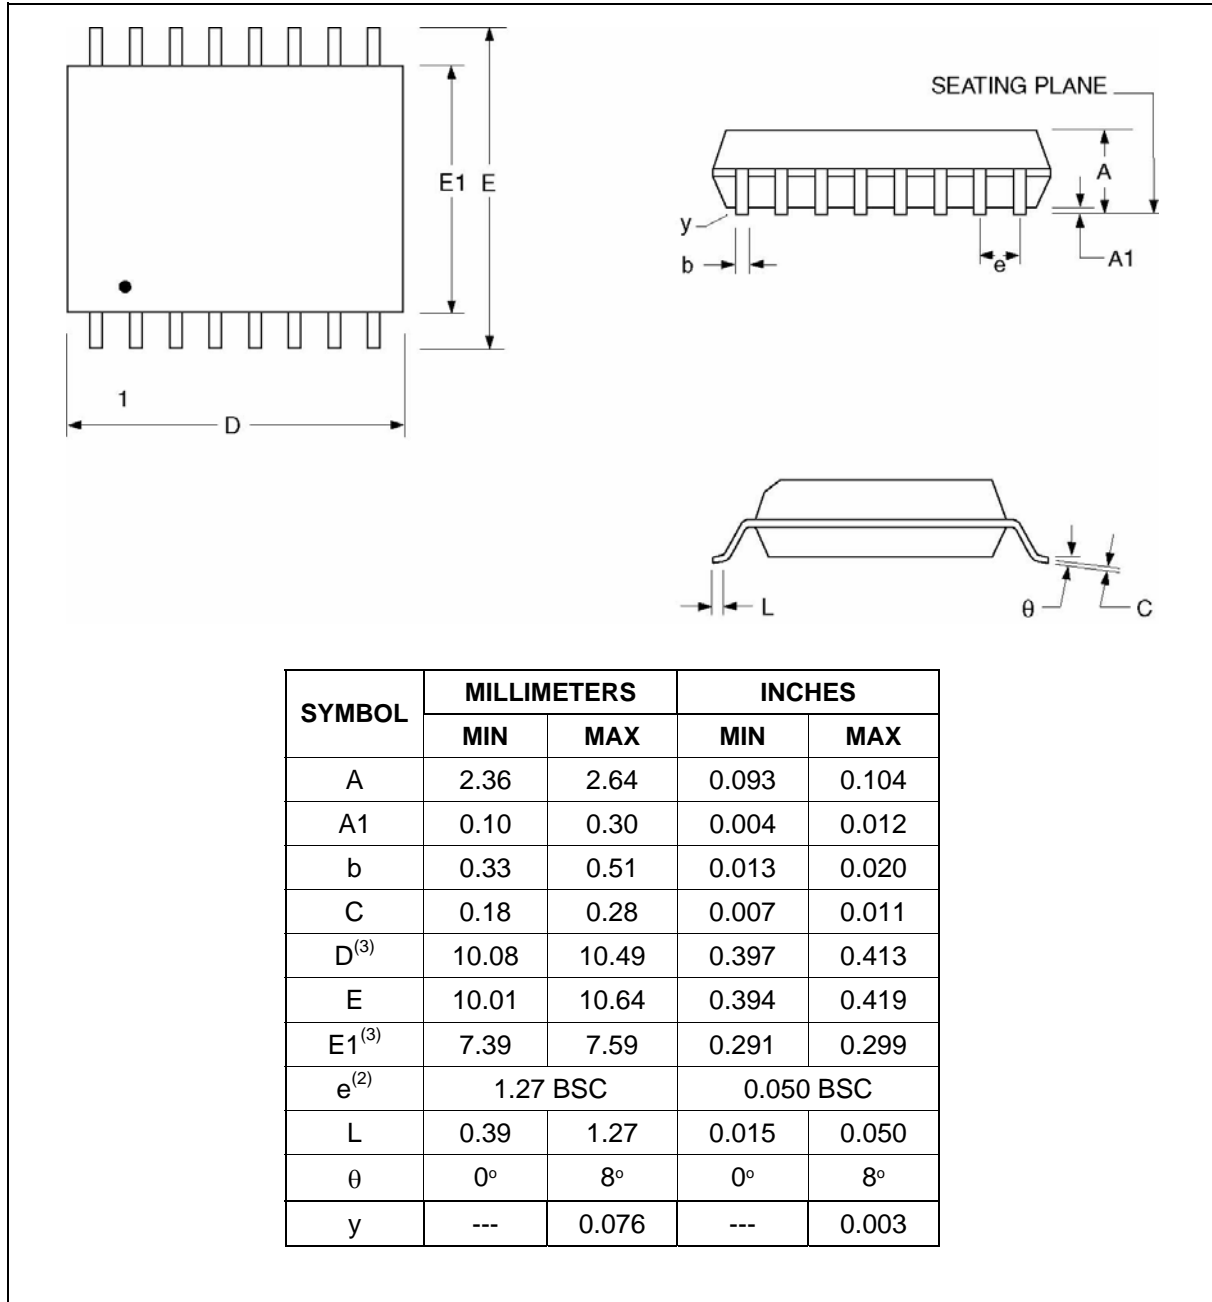 E1 E
1
D
SEATING PLANE
A
y
b
e
A1
L
θ
C
SYMBOL MILLIMETERS INCHES
MIN MAX MIN MAX
A 2.36 2.64 0.093 0.104
A1 0.10 0.30 0.004 0.012
b 0.33 0.51 0.013 0.020
C 0.18 0.28 0.007 0.011
D(3) 10.08 10.49 0.397 0.413
E 10.01 10.64 0.394 0.419
E1(3) 7.39 7.59 0.291 0.299
e(2) 1.27 BSC 0.050 BSC
L 0.39 1.27 0.015 0.050
θ 0° 8° 0° 8°
y --- 0.076 --- 0.003